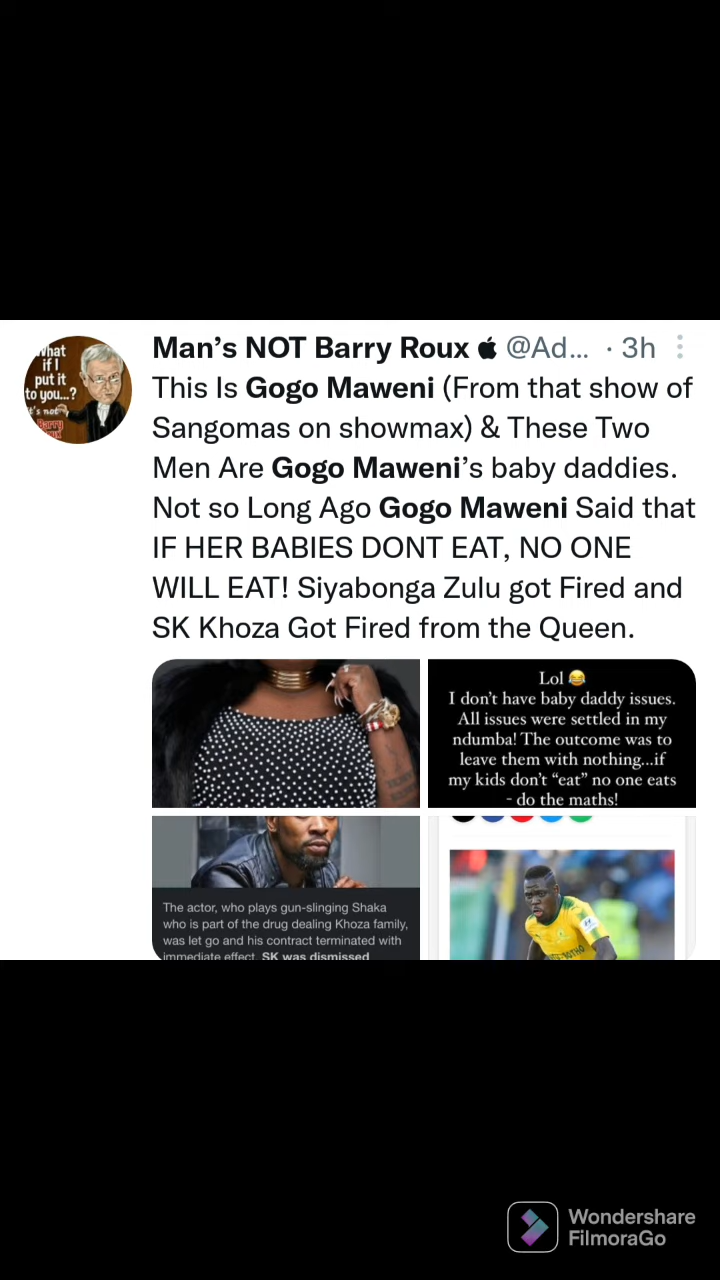 What
if I
put it
to you...?
it's not
Barry
Roux
Man's NOT Barry Roux @Ad... · 3h
This Is Gogo Maweni (From that show of
Sangomas on showmax) & These Two
Men Are Gogo Maweni's baby daddies.
Not so Long Ago Gogo Maweni Said that
IF HER BABIES DONT EAT, NO ONE
WILL EAT! Siyabonga Zulu got Fired and
SK Khoza Got Fired from the Queen.
Lol 😂
I don't have baby daddy issues.
All issues were settled in my
ndumba! The outcome was to
leave them with nothing...if
my kids don't "eat" no one eats
- do the maths!
The actor, who plays gun-slinging Shaka
who is part of the drug dealing Khoza family,
was let go and his contract terminated with
immediate effect. SK was dismissed
Wondershare
FilmoraGo